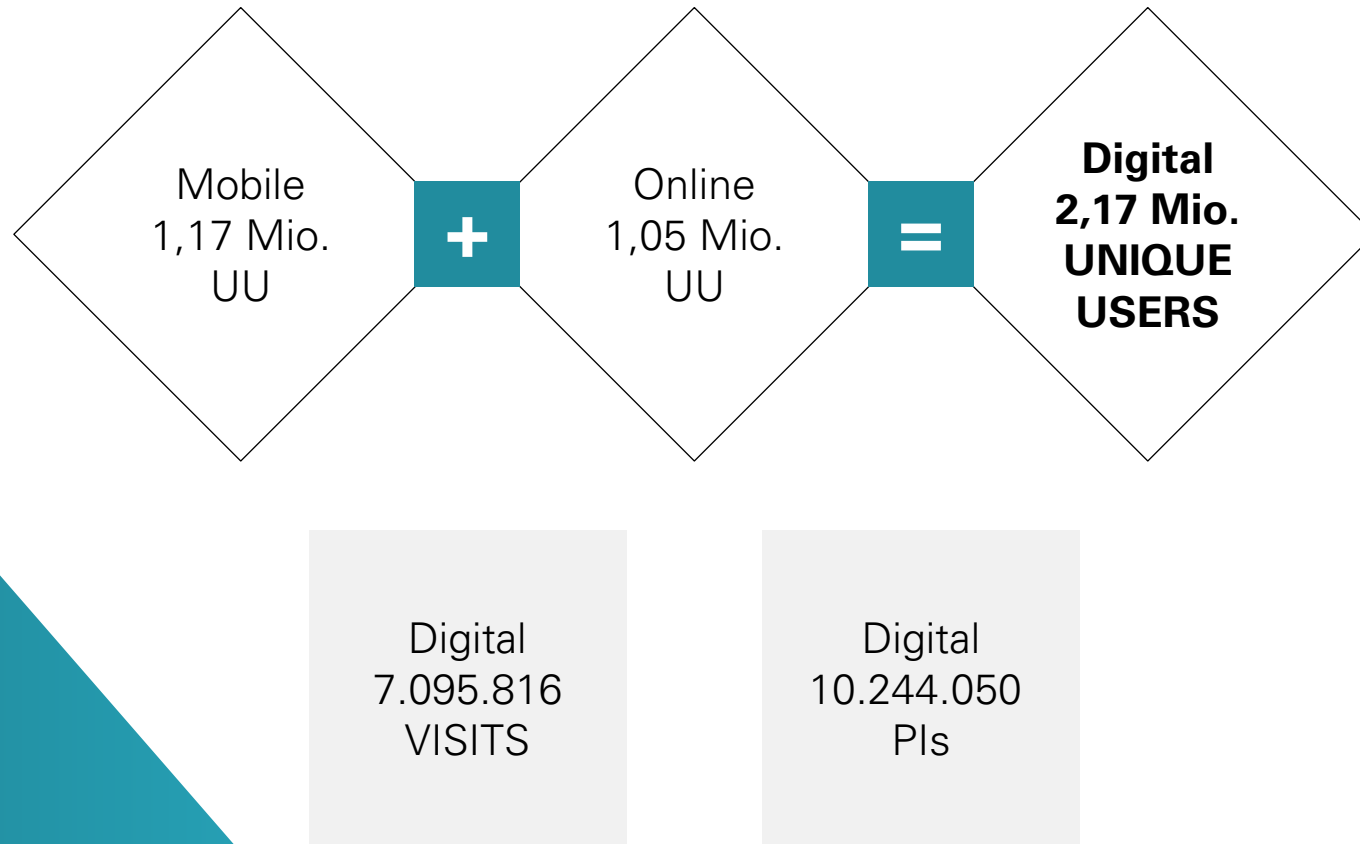 Mobile
1,17 Mio.
UU
+
Online
1,05 Mio.
UU
=
Digital
2,17 Mio.
UNIQUE
USERS
Digital
7.095.816
VISITS
Digital
10.244.050
PIs